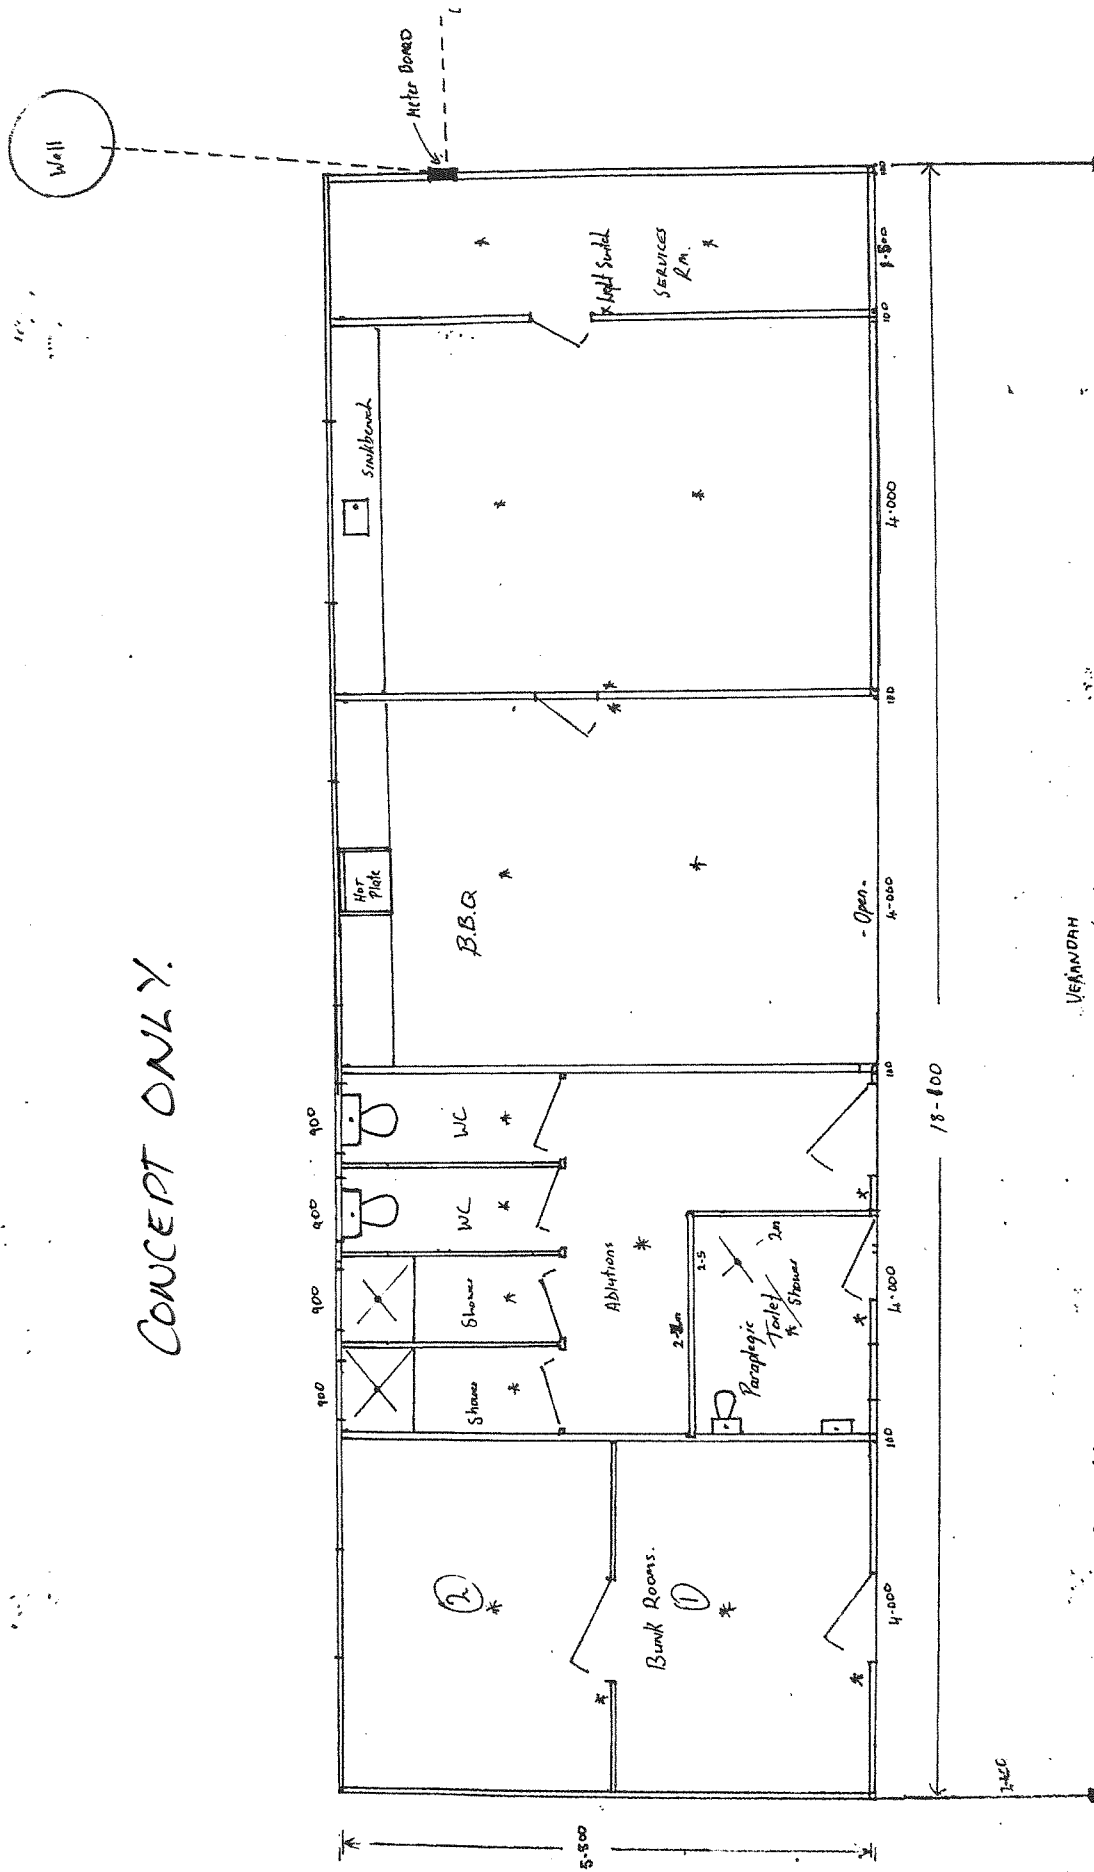 CONCEPT ONLY.
Well
Meter BOARD
900
900
900
900
Shower
Shower
WC
WC
HOT
Plate
Sinkbench
B.B.Q
Ablutions
2
Bunk Rooms.
1
Paraplegic
Toilet/
Shower
2-5
2m
Light Switch
SERVICES
RM.
- Open -
5-800
4-000
100
4-000
100
4-000
100
4-000
100
100
18-100
VERANDAH